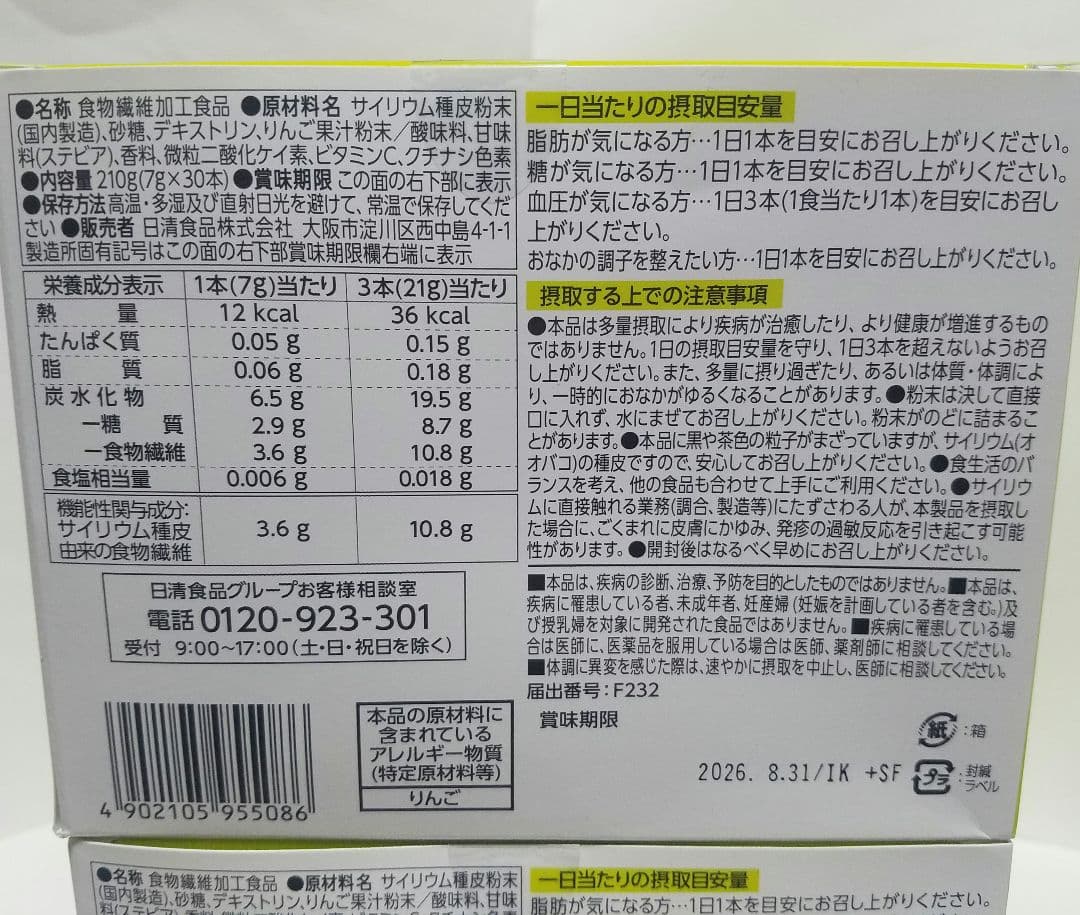 ●名称 食物繊維加工食品 ●原材料名 サイリウム種皮粉末
(国内製造)、砂糖、デキストリン、りんご果汁粉末／酸味料、甘味
料(ステビア)、香料、微粒二酸化ケイ素、ビタミンC、クチナシ色素
●内容量 210g(7g×30本) ●賞味期限 この面の右下部に表示
●保存方法 高温・多湿及び直射日光を避けて、常温で保存してくだ
さい ●販売者 日清食品株式会社 大阪市淀川区西中島4-1-1
製造所固有記号はこの面の右下部賞味期限欄右端に表示
栄養成分表示 1本(7g)当たり 3本(21g)当たり
熱量 12 kcal 36 kcal
たんぱく質 0.05 g 0.15 g
脂質 0.06 g 0.18 g
炭水化物 6.5 g 19.5 g
－糖質 2.9 g 8.7 g
－食物繊維 3.6 g 10.8 g
食塩相当量 0.006 g 0.018 g
機能性関与成分:
サイリウム種皮 3.6 g 10.8 g
由来の食物繊維
日清食品グループお客様相談室
電話 0120-923-301
受付 9:00～17:00(土・日・祝日を除く)
4 902105 955086
本品の原材料に
含まれている
アレルギー物質
(特定原材料等)
りんご
一日当たりの摂取目安量
脂肪が気になる方…1日1本を目安にお召し上がりください。
糖が気になる方…1日1本を目安にお召し上がりください。
血圧が気になる方…1日3本(1食当たり1本)を目安にお召し
上がりください。
おなかの調子を整えたい方…1日1本を目安にお召し上がりください。
摂取する上での注意事項
●本品は多量摂取により疾病が治癒したり、より健康が増進するもの
ではありません。1日の摂取目安量を守り、1日3本を超えないようお召
し上がりください。また、多量に摂り過ぎたり、あるいは体質・体調によ
り、一時的におなかがゆるくなることがあります。●粉末は決して直接
口に入れず、水にまぜてお召し上がりください。粉末がのどに詰まるこ
とがあります。●本品に黒や茶色の粒子がまざっていますが、サイリウム(オ
オバコ)の種皮ですので、安心してお召し上がりください。●食生活のバ
ランスを考え、他の食品も合わせて上手にご利用ください。●サイリウ
ムに直接触れる業務(調合、製造等)にたずさわる人が、本製品を摂取し
た場合に、ごくまれに皮膚にかゆみ、発疹の過敏反応を引き起こす可能
性があります。●開封後はなるべく早めにお召し上がりください。
■本品は、疾病の診断、治療、予防を目的としたものではありません。■本品は、
疾病に罹患している者、未成年者、妊産婦(妊娠を計画している者を含む。)及
び授乳婦を対象に開発された食品ではありません。■疾病に罹患している場
合は医師に、医薬品を服用している場合は医師、薬剤師に相談してください。
■体調に異変を感じた際は、速やかに摂取を中止し、医師に相談してください。
届出番号：F232
賞味期限
紙：箱
2026. 8.31/IK +SF
プラ：封緘
ラベル
●名称 食物繊維加工食品 ●原材料名 サイリウム種皮粉末
(国内製造)、砂糖、デキストリン、りんご果汁粉末／酸味料、甘味
一日当たりの摂取目安量
脂肪が気になる方…1日1本を目安にお召し上がりください。